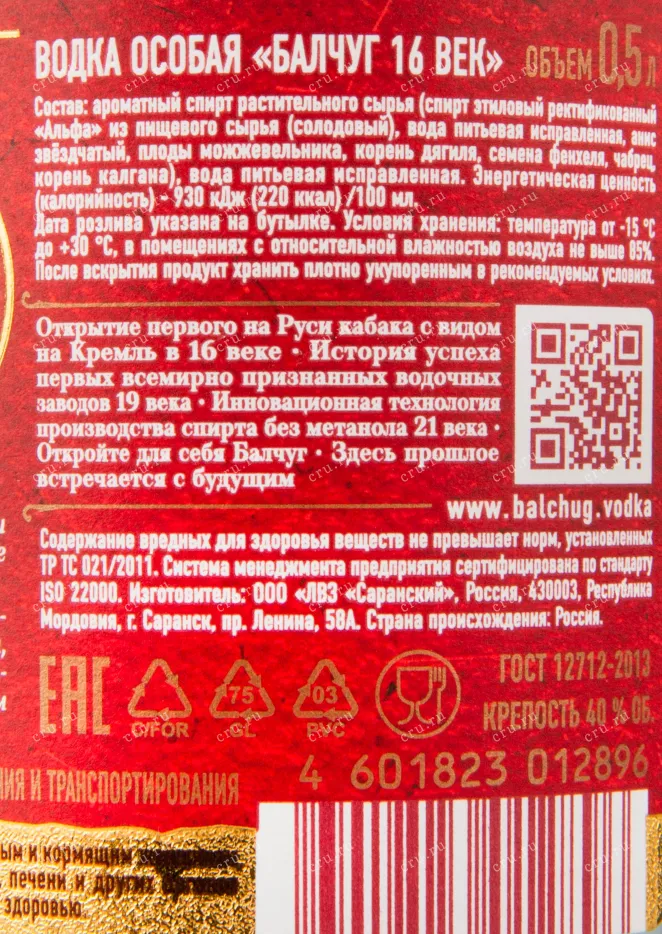 ВОДКА ОСОБАЯ «БАЛЧУГ 16 ВЕК» ОБЪЕМ 0,5 Л
Состав: ароматный спирт растительного сырья (спирт этиловый ректификованный
«Альфа» из пищевого сырья (солодовый), вода питьевая исправленная, анис
звёздчатый, плоды можжевельника, корень дягиля, семена фенхеля, чабрец,
корень калгана), вода питьевая исправленная. Энергетическая ценность
(калорийность) - 930 кДж (220 ккал) /100 мл.
Дата розлива указана на бутылке. Условия хранения: температура от -15 °С
до +30 °С, в помещениях с относительной влажностью воздуха не выше 85%.
После вскрытия продукт хранить плотно укупоренным в рекомендуемых условиях.
Открытие первого на Руси кабака с видом
на Кремль в 16 веке · История успеха
первых всемирно признанных водочных
заводов 19 века · Инновационная технология
производства спирта без метанола 21 века ·
Откройте для себя Балчуг · Здесь прошлое
встречается с будущим
www.balchug.vodka
Содержание вредных для здоровья веществ не превышает норм, установленных
ТР ТС 021/2011. Система менеджмента предприятия сертифицирована по стандарту
ISO 22000. Изготовитель: ООО «ЛВЗ «Саранский», Россия, 430003, Республика
Мордовия, г. Саранск, пр. Ленина, 58А. Страна происхождения: Россия.
EAC
C/FOR
75
GL
03
PVC
ГОСТ 12712-2013
КРЕПОСТЬ 40 % ОБ.
4 601823 012896
НИЯ И ТРАНСПОРТИРОВАНИЯ
ым и кормящим
печени и других
здоровью.